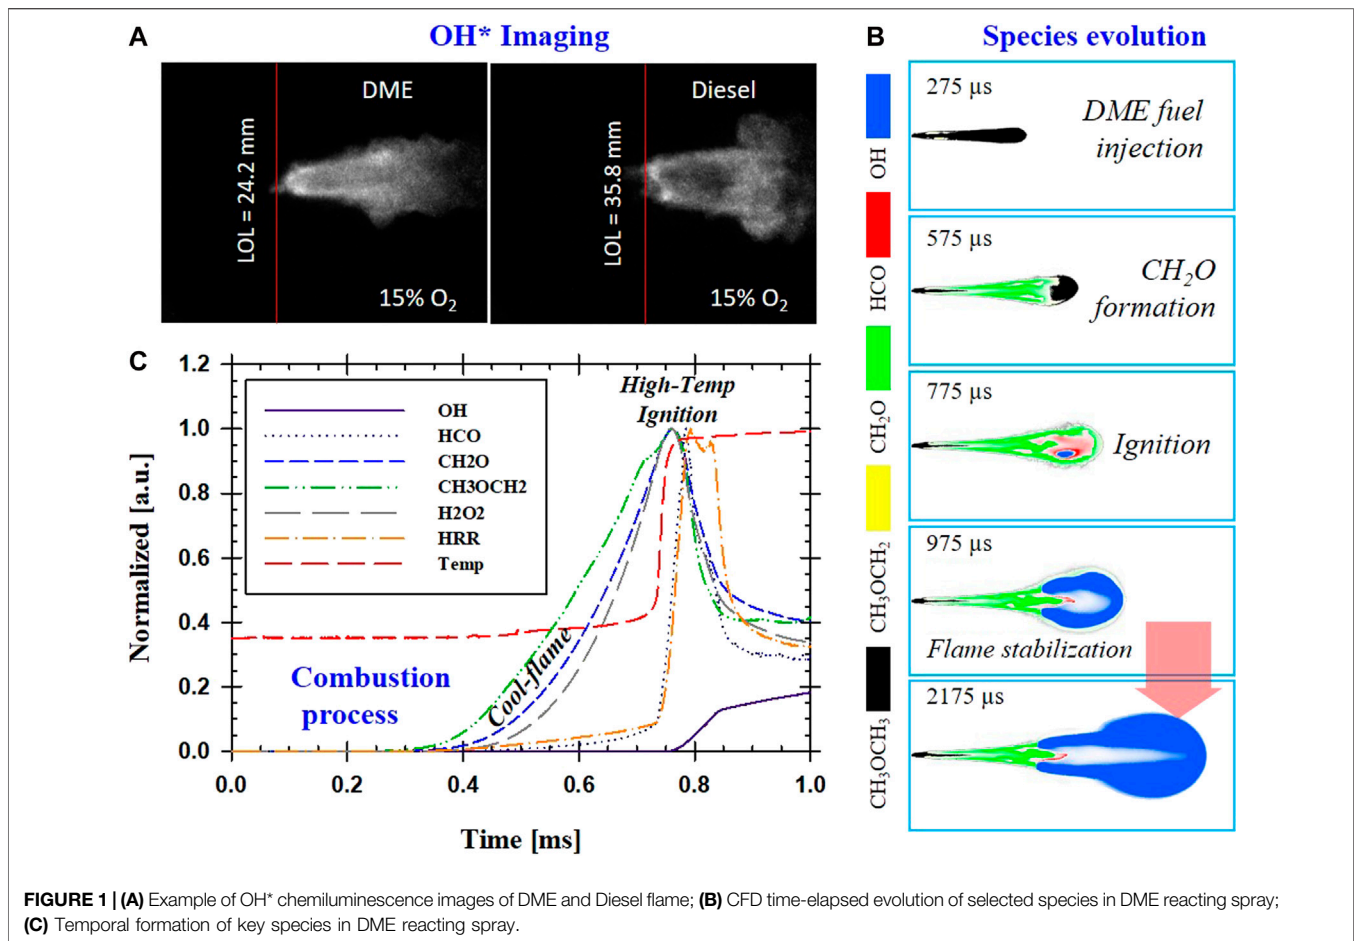 A
OH* Imaging
DME
LOL = 24.2 mm
15% O₂
Diesel
LOL = 35.8 mm
15% O₂
B
Species evolution
OH
HCO
CH₂O
CH₃OCH₂
CH₃OCH₃
275 µs
DME fuel
injection
575 µs
CH₂O
formation
775 µs
Ignition
975 µs
Flame stabilization
2175 µs
C
1.2
1.0
0.8
0.6
0.4
0.2
0.0
Normalized [a.u.]
OH
HCO
CH2O
CH3OCH2
H2O2
HRR
Temp
High-Temp
Ignition
Cool-flame
Combustion
process
0.0 0.2 0.4 0.6 0.8 1.0
Time [ms]
FIGURE 1 | (A) Example of OH* chemiluminescence images of DME and Diesel flame; (B) CFD time-elapsed evolution of selected species in DME reacting spray;
(C) Temporal formation of key species in DME reacting spray.